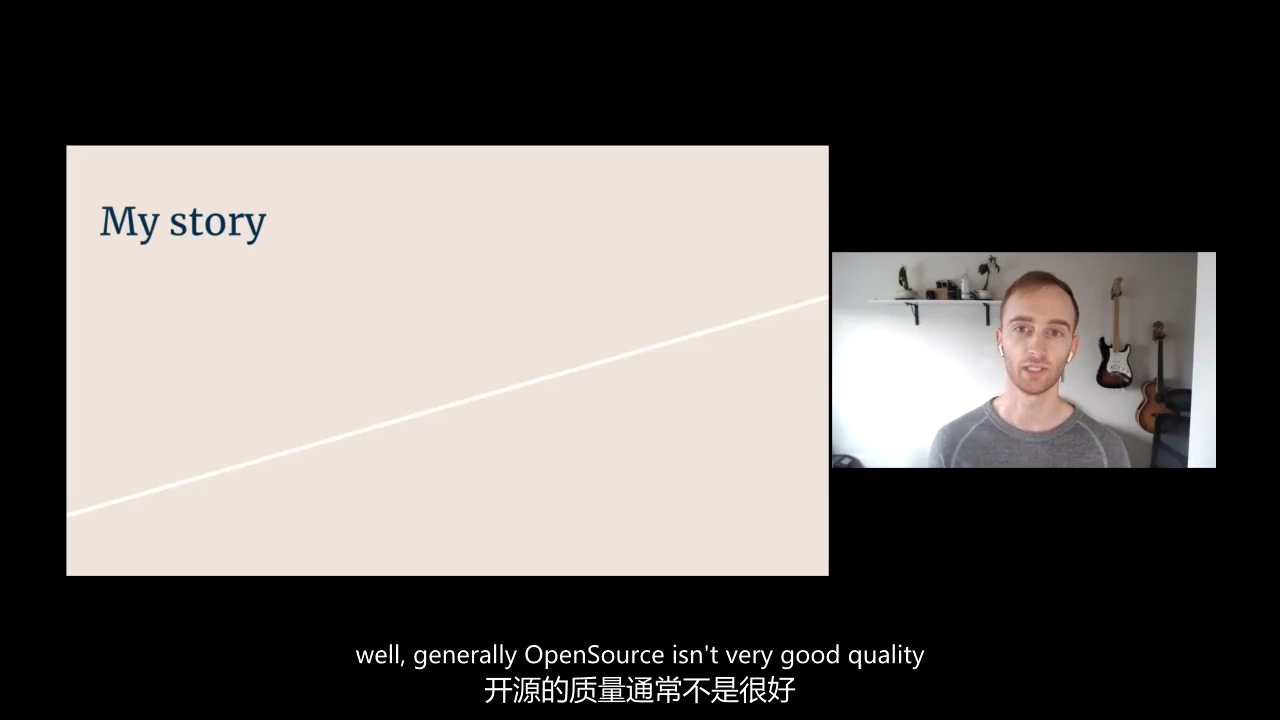 My story
well, generally OpenSource isn't very good quality
开源的质量通常不是很好